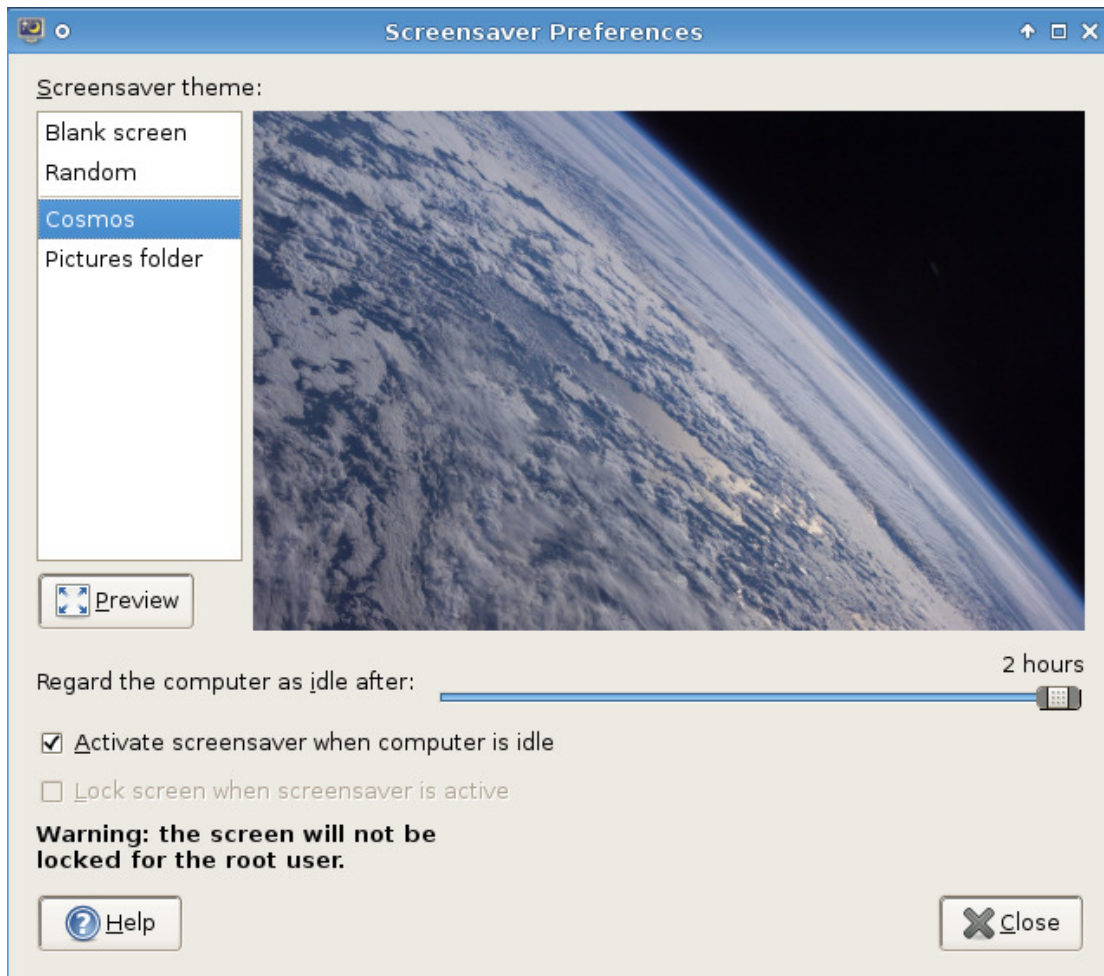 Screensaver Preferences
Screensaver theme:
Blank screen
Random
Cosmos
Pictures folder
Preview
2 hours
Regard the computer as idle after:
Activate screensaver when computer is idle
Lock screen when screensaver is active
Warning: the screen will not be
locked for the root user.
Help
Close